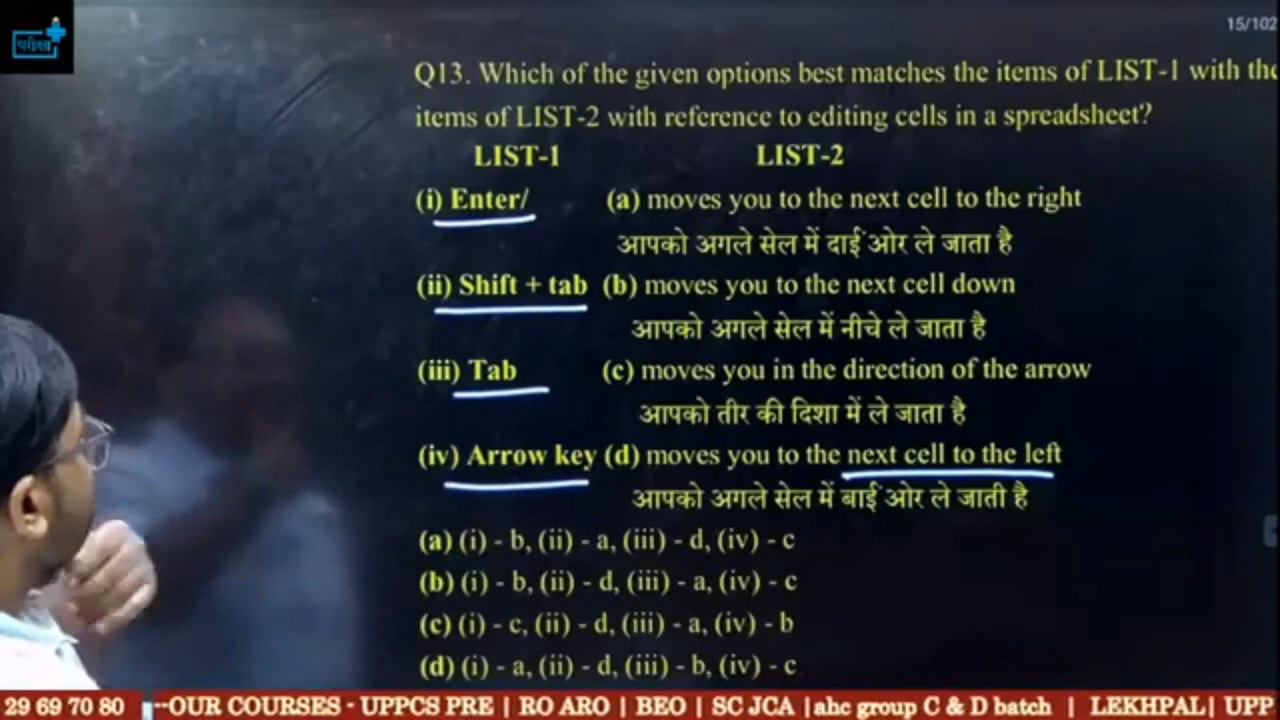 परीक्षा
15/102
Q13. Which of the given options best matches the items of LIST-1 with the
items of LIST-2 with reference to editing cells in a spreadsheet?
LIST-1 LIST-2
(i) Enter/ (a) moves you to the next cell to the right
आपको अगले सेल में दाईं ओर ले जाता है
(ii) Shift + tab (b) moves you to the next cell down
आपको अगले सेल में नीचे ले जाता है
(iii) Tab (c) moves you in the direction of the arrow
आपको तीर की दिशा में ले जाता है
(iv) Arrow key (d) moves you to the next cell to the left
आपको अगले सेल में बाईं ओर ले जाती है
(a) (i) - b, (ii) - a, (iii) - d, (iv) - c
(b) (i) - b, (ii) - d, (iii) - a, (iv) - c
(c) (i) - c, (ii) - d, (iii) - a, (iv) - b
(d) (i) - a, (ii) - d, (iii) - b, (iv) - c
29 69 70 80 --OUR COURSES - UPPCS PRE | RO ARO | BEO | SC JCA |ahc group C & D batch | LEKHPAL| UPP